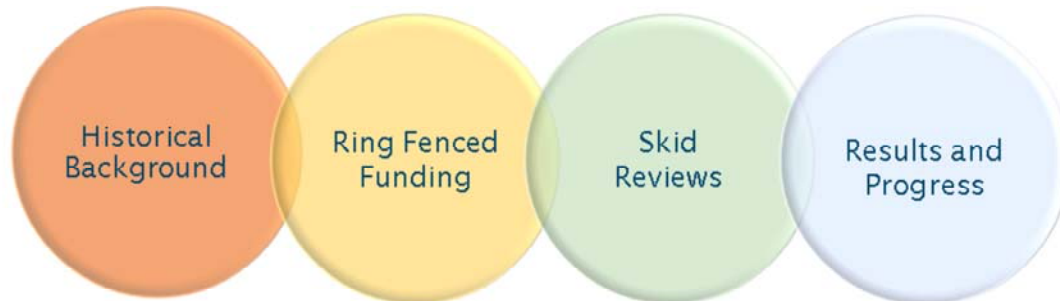 Historical
Background
Ring Fenced
Funding
Skid
Reviews
Results and
Progress